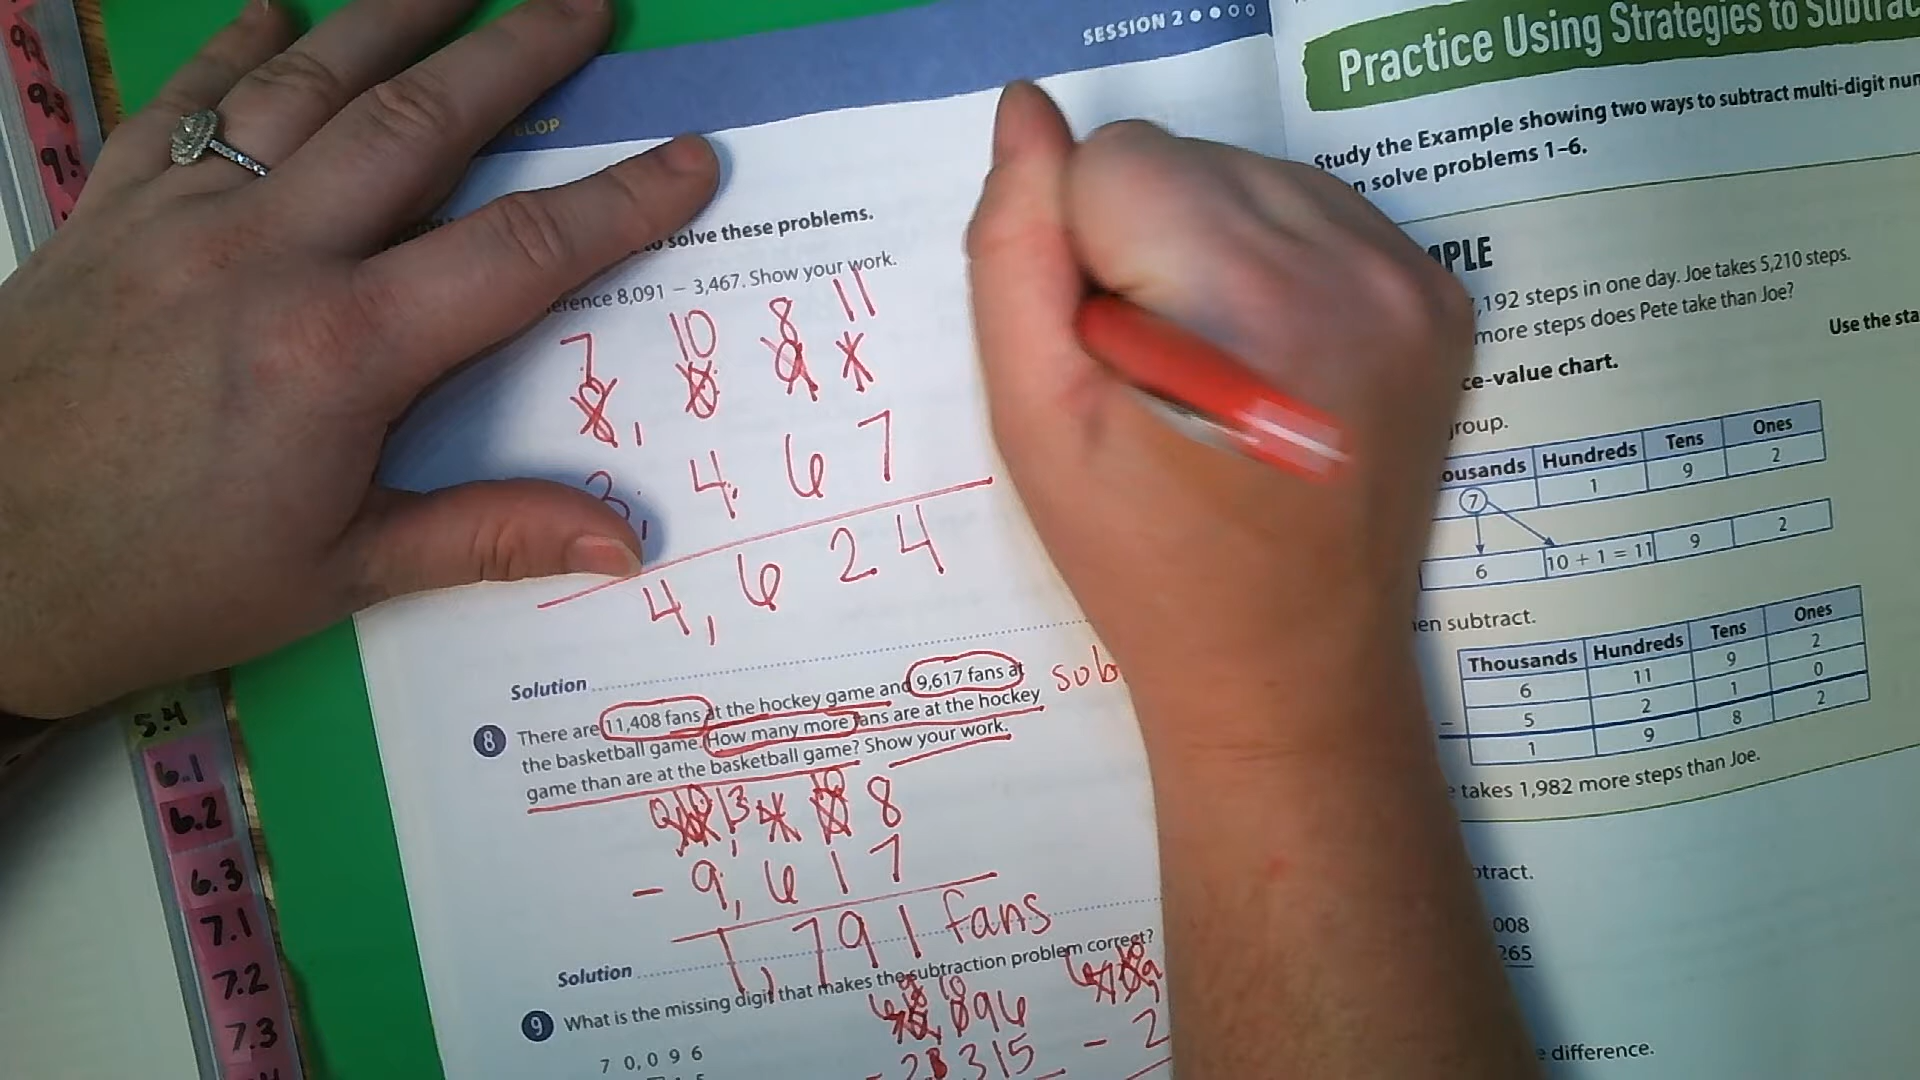 SESSION 2
ELOP
to solve these problems.
erence 8,091 − 3,467. Show your work.
7 10 8 11
8, 0 9 1
3, 4 6 7
4, 6 2 4
Solution
8 There are 11,408 fans at the hockey game and 9,617 fans at
the basketball game. How many more fans are at the hockey
game than are at the basketball game? Show your work.
sub
8
− 9, 6 1 7
1, 7 9 1 fans
Solution
9 What is the missing digit that makes the subtraction problem correct?
7 0,0 9 6
096
315
− 2
9.4
5.4
6.1
6.2
6.3
7.1
7.2
7.3
Practice Using Strategies to
Study the Example showing two ways to subtract multi-digit
solve problems 1–6.
192 steps in one day. Joe takes 5,210 steps.
more steps does Pete take than Joe?
Use the
ce-value chart.
roup.
ousands Hundreds Tens Ones
7 1 9 2
6 10 + 1 = 11 9 2
en subtract.
Thousands Hundreds Tens Ones
6 11 9 2
− 5 2 1 0
1 9 8 2
takes 1,982 more steps than Joe.
tract.
008
265
difference.